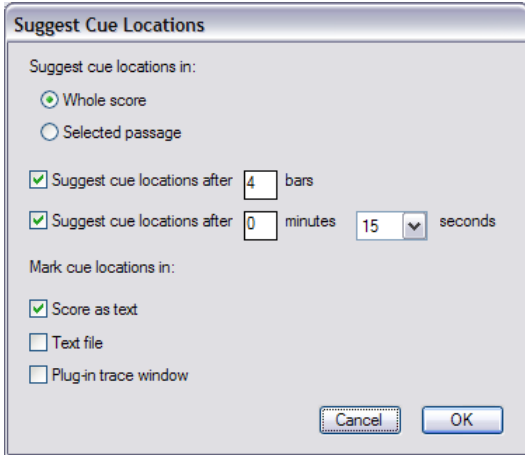 Suggest Cue Locations
Suggest cue locations in:
Whole score
Selected passage
Suggest cue locations after 4 bars
Suggest cue locations after 0 minutes 15 seconds
Mark cue locations in:
Score as text
Text file
Plug-in trace window
Cancel OK